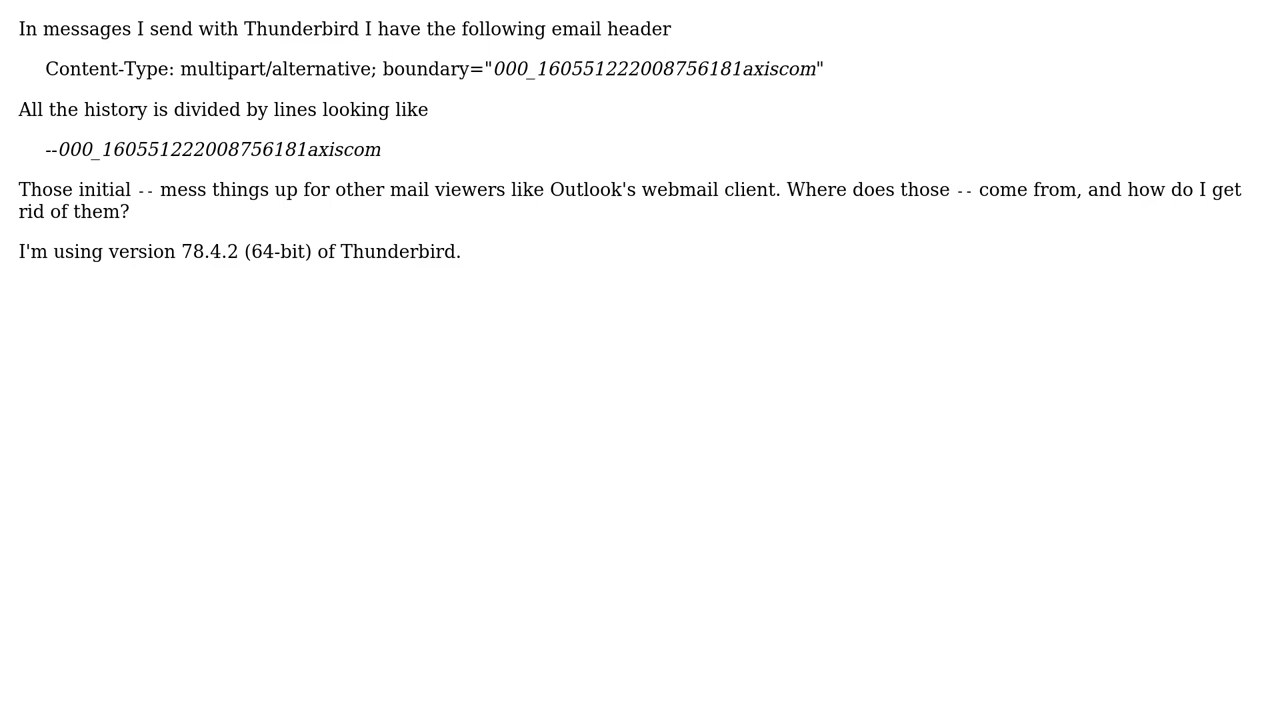 In messages I send with Thunderbird I have the following email header
Content-Type: multipart/alternative; boundary="000_160551222008756181axiscom"
All the history is divided by lines looking like
--000_160551222008756181axiscom
Those initial -- mess things up for other mail viewers like Outlook's webmail client. Where does those -- come from, and how do I get
rid of them?
I'm using version 78.4.2 (64-bit) of Thunderbird.